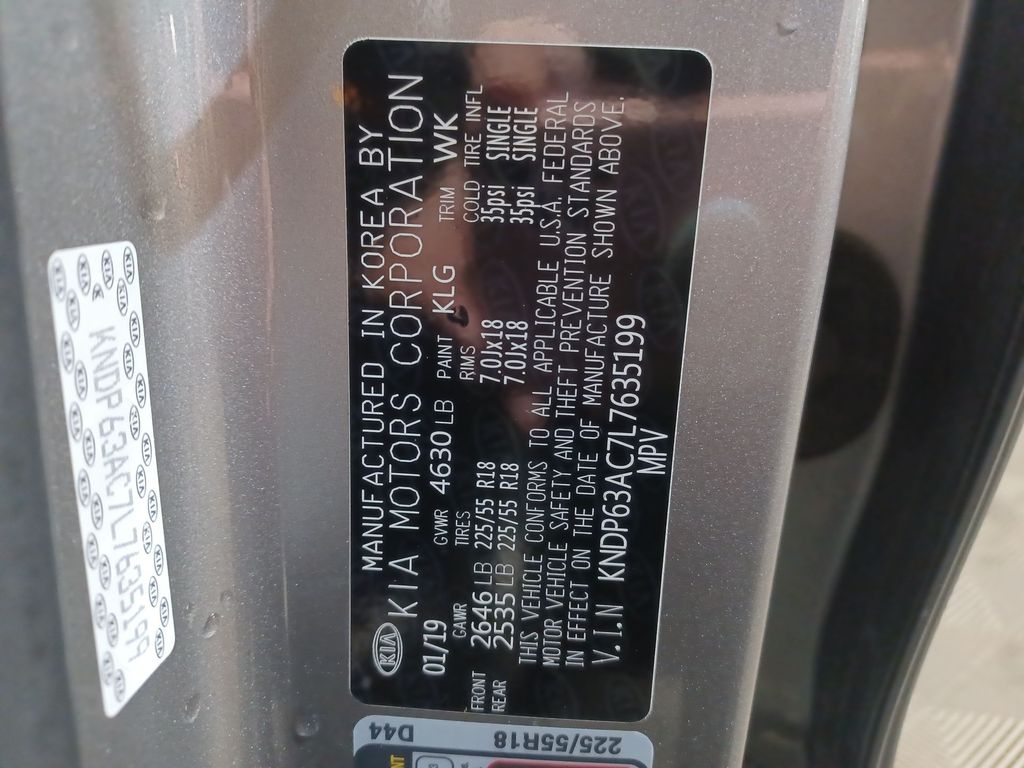 KNDP63AC7L7635199
KIA
MANUFACTURED IN KOREA BY
KIA MOTORS CORPORATION
01/19 GVWR 4630 LB PAINT KLG TRIM WK
GAWR TIRES RIMS COLD TIRE INFL
FRONT 2646 LB 225/55 R18 7.0Jx18 35psi SINGLE
REAR 2535 LB 225/55 R18 7.0Jx18 35psi SINGLE
THIS VEHICLE CONFORMS TO ALL APPLICABLE U.S.A. FEDERAL
MOTOR VEHICLE SAFETY AND THEFT PREVENTION STANDARDS
IN EFFECT ON THE DATE OF MANUFACTURE SHOWN ABOVE.
V.I.N KNDP63AC7L7635199
MPV
D44
225/55R18